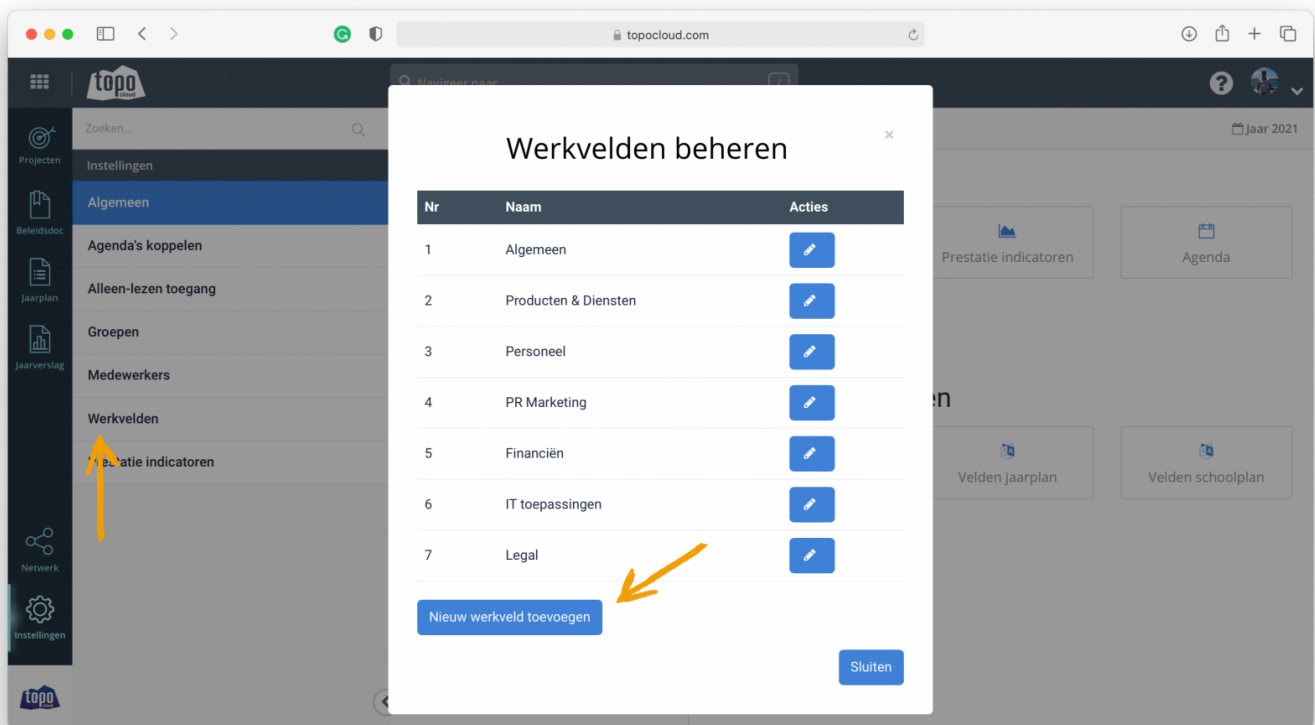 topocloud.com
topo
cloud
Navigeer naar
/
?
Zoeken...
Jaar 2021
Projecten
Beleidsdoc
Jaarplan
Jaarverslag
Netwerk
Instellingen
topo
cloud
Instellingen
Algemeen
Agenda's koppelen
Alleen-lezen toegang
Groepen
Medewerkers
Werkvelden
Prestatie indicatoren
Werkvelden beheren
×
Nr Naam Acties
1 Algemeen
2 Producten & Diensten
3 Personeel
4 PR Marketing
5 Financiën
6 IT toepassingen
7 Legal
Nieuw werkveld toevoegen
Sluiten
Prestatie indicatoren
Agenda
Velden jaarplan
Velden schoolplan